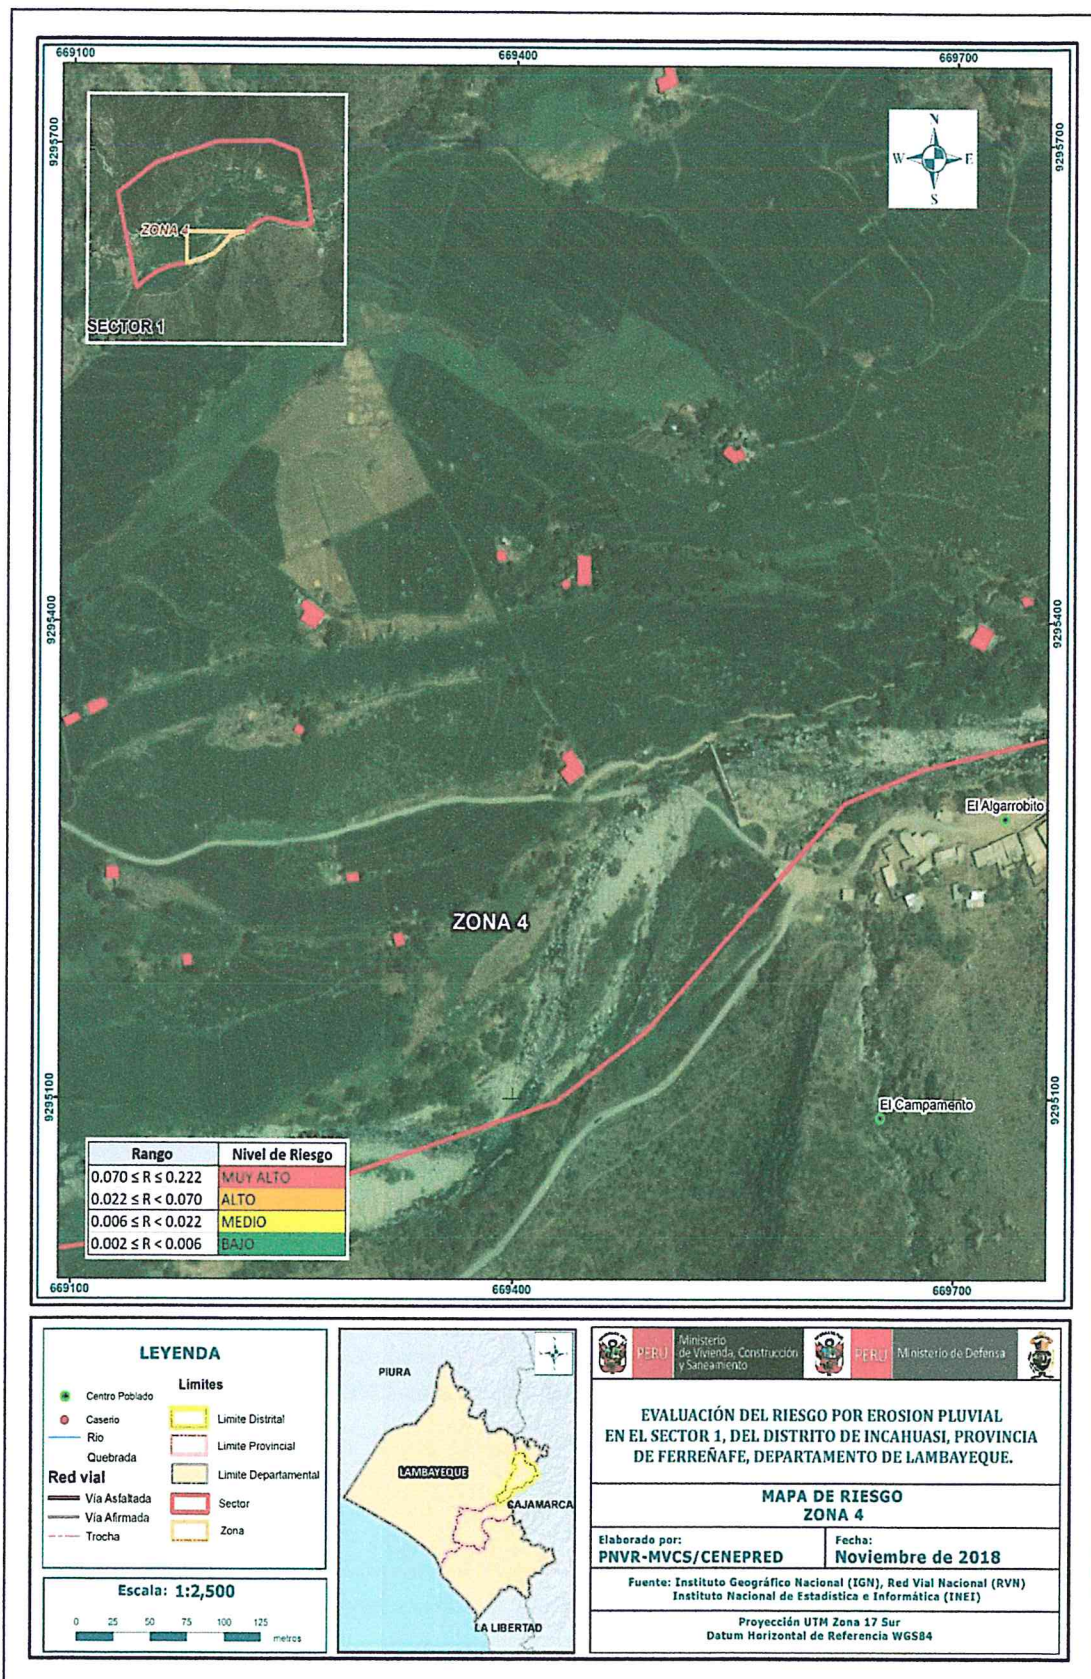 669100
669400
669700
9295700
9295700
N
W
E
S
ZONA 4
SECTOR 1
9295400
9295400
El Algarrobito
ZONA 4
9295100
9295100
El Campamento
Rango Nivel de Riesgo
0.070 ≤ R ≤ 0.222 MUY ALTO
0.022 ≤ R < 0.070 ALTO
0.006 ≤ R < 0.022 MEDIO
0.002 ≤ R < 0.006 BAJO
669100
669400
669700
LEYENDA
Centro Poblado
Caserio
Rio
Quebrada
Red vial
Vía Asfaltada
Vía Afirmada
Trocha
Limites
Limite Distrital
Limite Provincial
Limite Departamental
Sector
Zona
Escala: 1:2,500
0 25 50 75 100 125
metros
PIURA
LAMBAYEQUE
CAJAMARCA
LA LIBERTAD
PERÚ
Ministerio
de Vivienda, Construcción
y Saneamiento
PERÚ
Ministerio de Defensa
EVALUACIÓN DEL RIESGO POR EROSION PLUVIAL
EN EL SECTOR 1, DEL DISTRITO DE INCAHUASI, PROVINCIA
DE FERREÑAFE, DEPARTAMENTO DE LAMBAYEQUE.
MAPA DE RIESGO
ZONA 4
Elaborado por:
PNVR-MVCS/CENEPRED
Fecha:
Noviembre de 2018
Fuente: Instituto Geográfico Nacional (IGN), Red Vial Nacional (RVN)
Instituto Nacional de Estadística e Informática (INEI)
Proyección UTM Zona 17 Sur
Datum Horizontal de Referencia WGS84